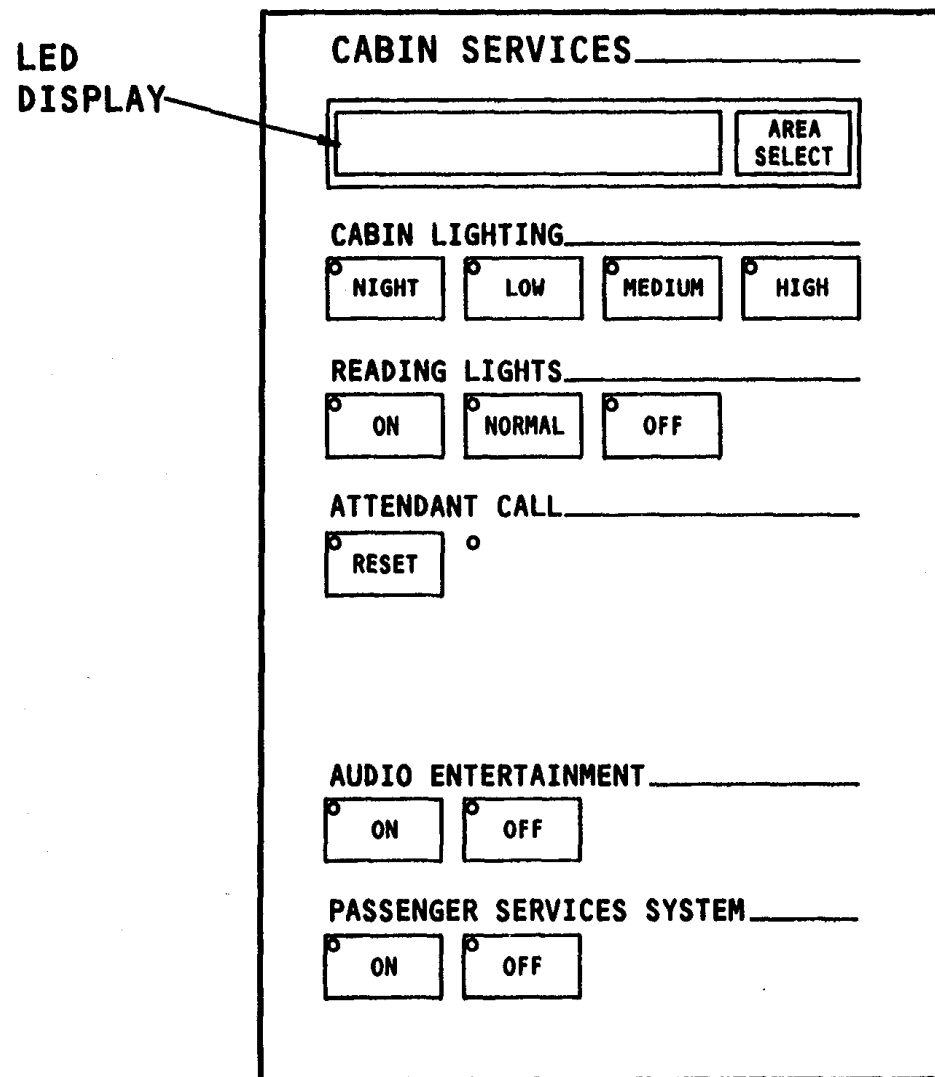 LED
DISPLAY
CABIN SERVICES
AREA
SELECT
CABIN LIGHTING
NIGHT LOW MEDIUM HIGH
READING LIGHTS
ON NORMAL OFF
ATTENDANT CALL
RESET
AUDIO ENTERTAINMENT
ON OFF
PASSENGER SERVICES SYSTEM
ON OFF